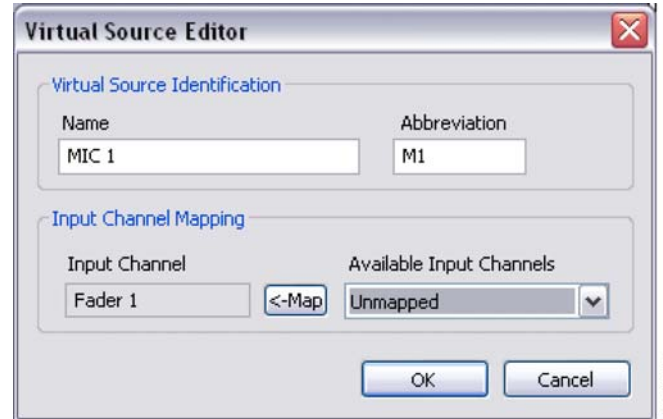 Virtual Source Editor
Virtual Source Identification
Name Abbreviation
MIC 1 M1
Input Channel Mapping
Input Channel Available Input Channels
Fader 1 <-Map Unmapped
OK Cancel